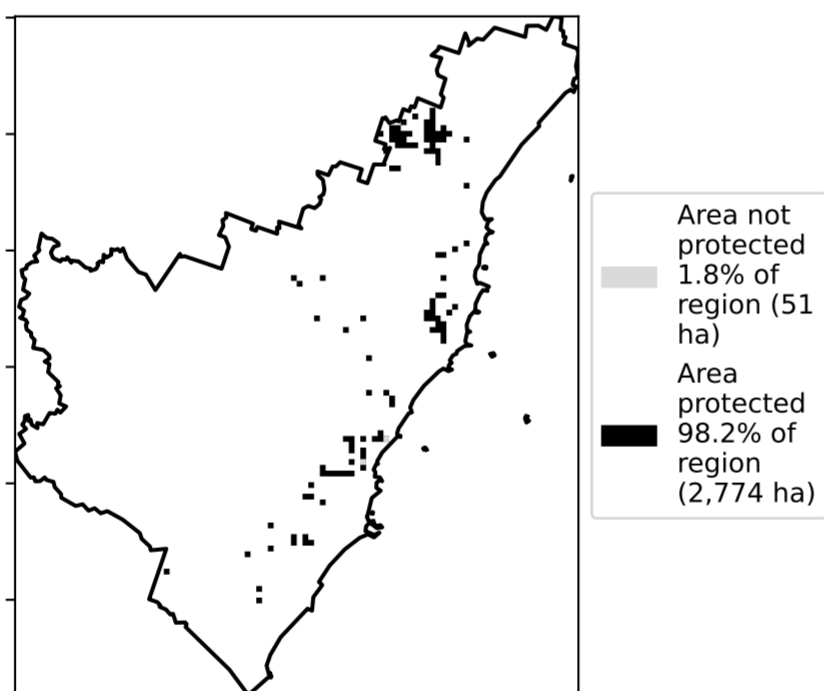 Area not
protected
1.8% of
region (51
ha)
Area
protected
98.2% of
region
(2,774 ha)